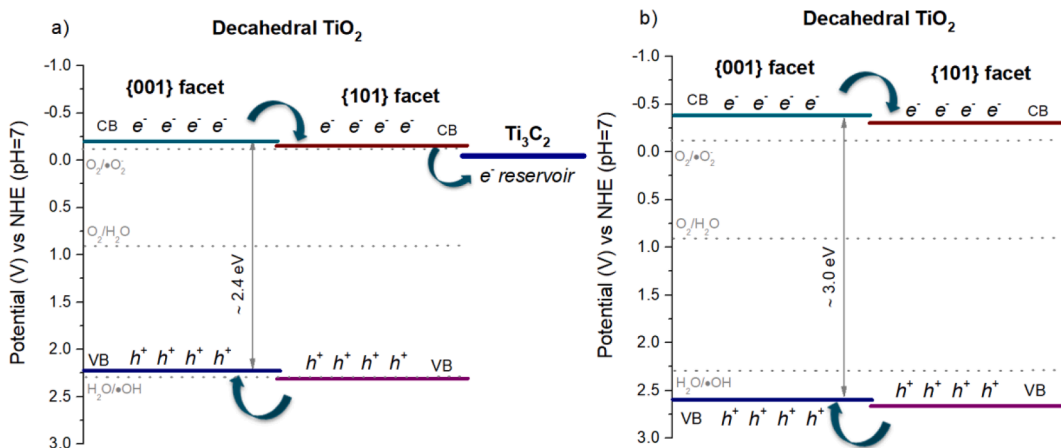 a)
Decahedral TiO₂
Potential (V) vs NHE (pH=7)
-1.0
-0.5
0.0
0.5
1.0
1.5
2.0
2.5
3.0
{001} facet
{101} facet
CB e⁻ e⁻ e⁻ e⁻
e⁻ e⁻ e⁻ e⁻ CB
Ti₃C₂
e⁻ reservoir
O₂/•O₂⁻
O₂/H₂O
~ 2.4 eV
VB h⁺ h⁺ h⁺ h⁺
h⁺ h⁺ h⁺ h⁺ VB
H₂O/•OH
b)
Decahedral TiO₂
Potential (V) vs NHE (pH=7)
-1.0
-0.5
0.0
0.5
1.0
1.5
2.0
2.5
3.0
{001} facet
{101} facet
CB e⁻ e⁻ e⁻ e⁻
e⁻ e⁻ e⁻ e⁻ CB
O₂/•O₂⁻
O₂/H₂O
~ 3.0 eV
H₂O/•OH
h⁺ h⁺ h⁺ h⁺ VB
VB h⁺ h⁺ h⁺ h⁺